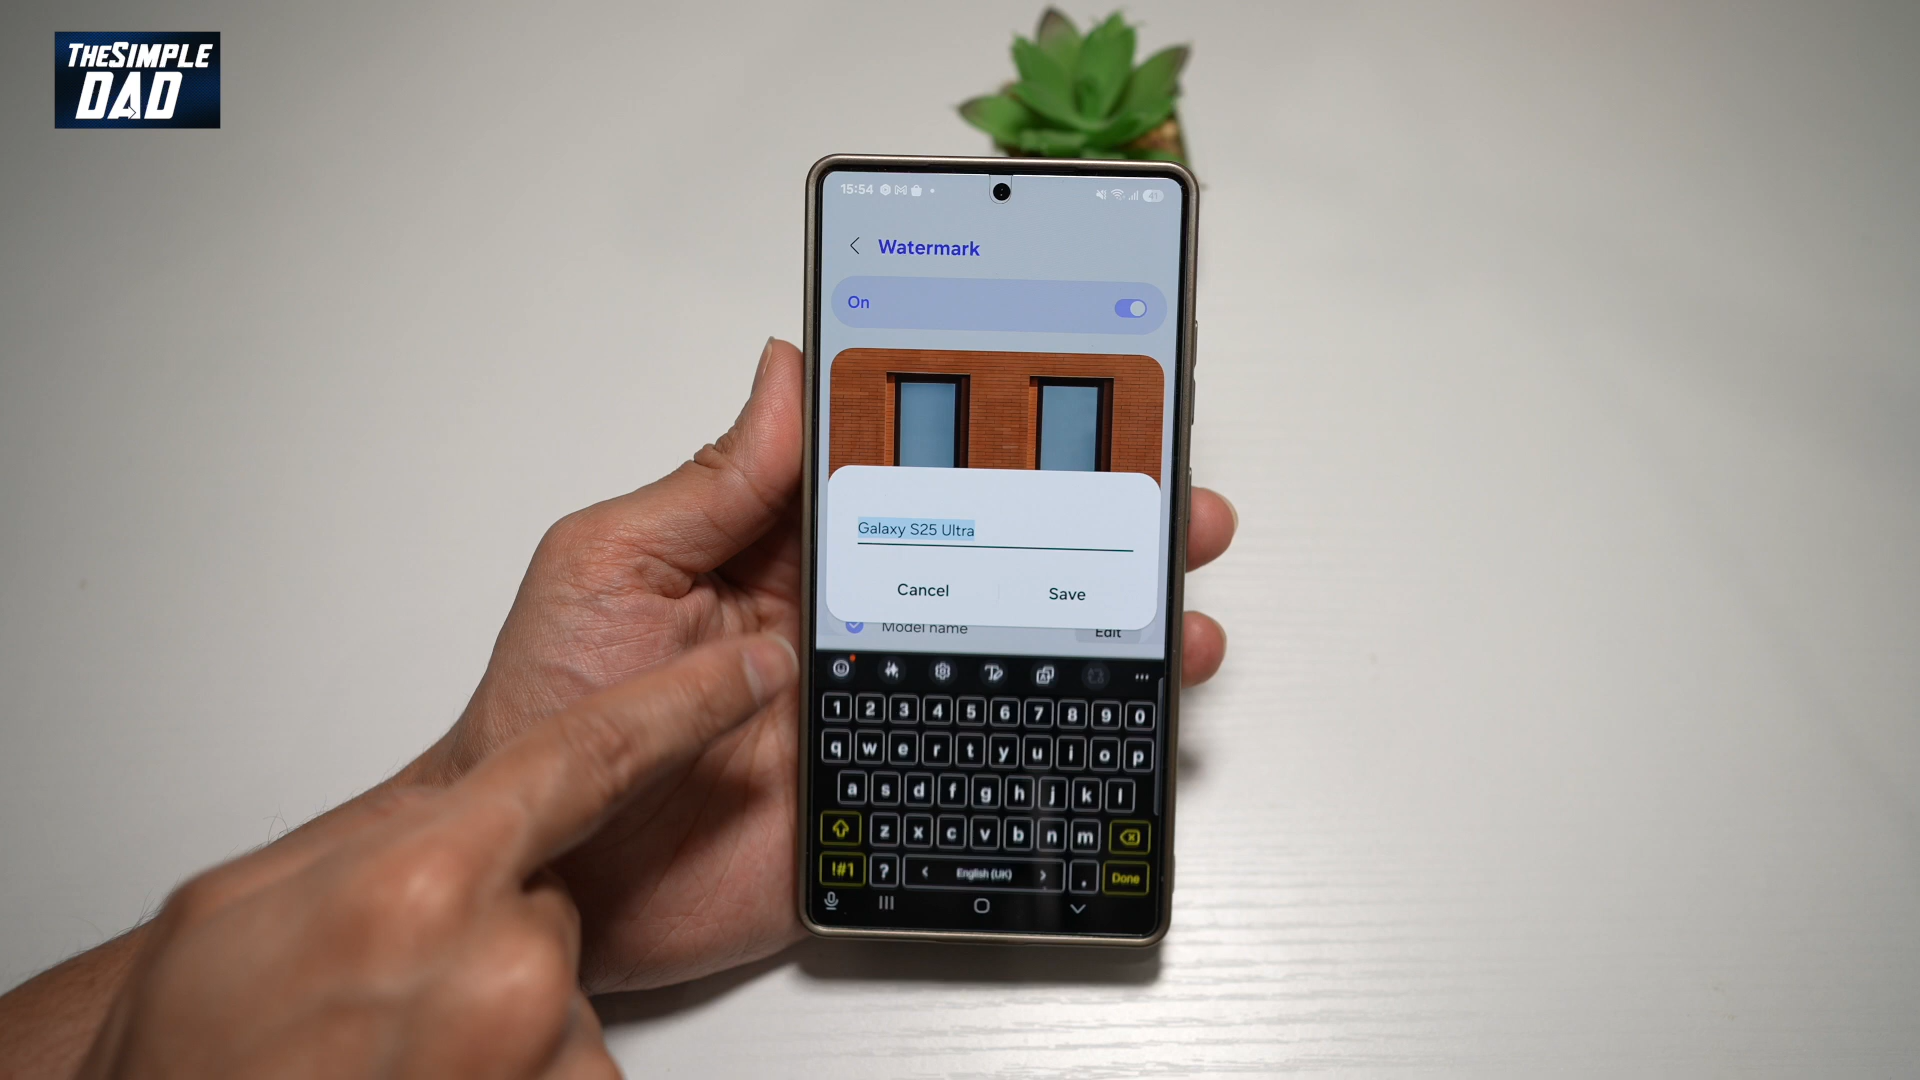 THESIMPLE
DAD
15:54
41
Watermark
On
Galaxy S25 Ultra
Cancel
Save
Model name
Edit
1 2 3 4 5 6 7 8 9 0
q w e r t y u i o p
a s d f g h j k l
z x c v b n m
!#1 ? < English (UK) > . Done